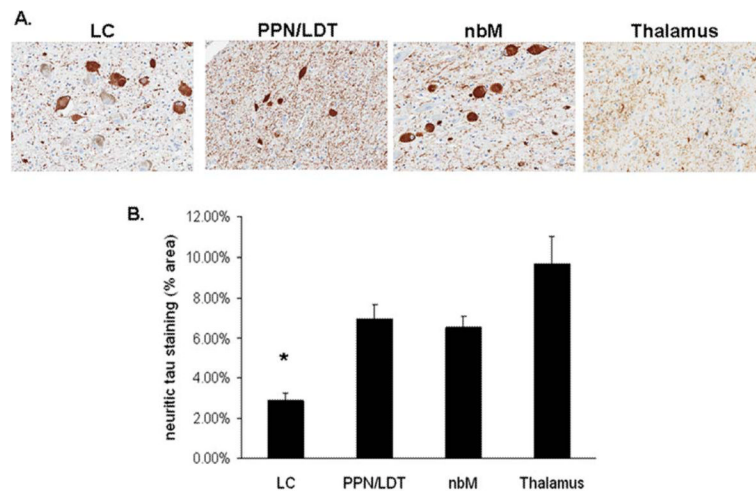 A.
LC PPN/LDT nbM Thalamus
B.
neuritic tau staining (% area)
12.00%
10.00%
8.00%
6.00%
4.00%
2.00%
0.00%
*
LC PPN/LDT nbM Thalamus